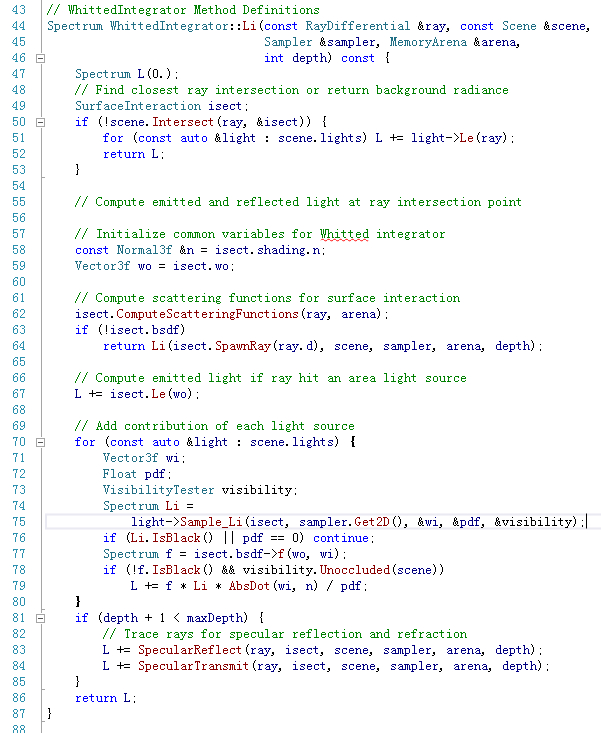 43 // WhittedIntegrator Method Definitions
44 Spectrum WhittedIntegrator::Li(const RayDifferential &ray, const Scene &scene,
45                                Sampler &sampler, MemoryArena &arena,
46                                int depth) const {
47     Spectrum L(0.);
48     // Find closest ray intersection or return background radiance
49     SurfaceInteraction isect;
50     if (!scene.Intersect(ray, &isect)) {
51         for (const auto &light : scene.lights) L += light->Le(ray);
52         return L;
53     }
54
55     // Compute emitted and reflected light at ray intersection point
56
57     // Initialize common variables for Whitted integrator
58     const Normal3f &n = isect.shading.n;
59     Vector3f wo = isect.wo;
60
61     // Compute scattering functions for surface interaction
62     isect.ComputeScatteringFunctions(ray, arena);
63     if (!isect.bsdf)
64         return Li(isect.SpawnRay(ray.d), scene, sampler, arena, depth);
65
66     // Compute emitted light if ray hit an area light source
67     L += isect.Le(wo);
68
69     // Add contribution of each light source
70     for (const auto &light : scene.lights) {
71         Vector3f wi;
72         Float pdf;
73         VisibilityTester visibility;
74         Spectrum Li =
75             light->Sample_Li(isect, sampler.Get2D(), &wi, &pdf, &visibility);
76         if (Li.IsBlack() || pdf == 0) continue;
77         Spectrum f = isect.bsdf->f(wo, wi);
78         if (!f.IsBlack() && visibility.Unoccluded(scene))
79             L += f * Li * AbsDot(wi, n) / pdf;
80     }
81     if (depth + 1 < maxDepth) {
82         // Trace rays for specular reflection and refraction
83         L += SpecularReflect(ray, isect, scene, sampler, arena, depth);
84         L += SpecularTransmit(ray, isect, scene, sampler, arena, depth);
85     }
86     return L;
87 }
88